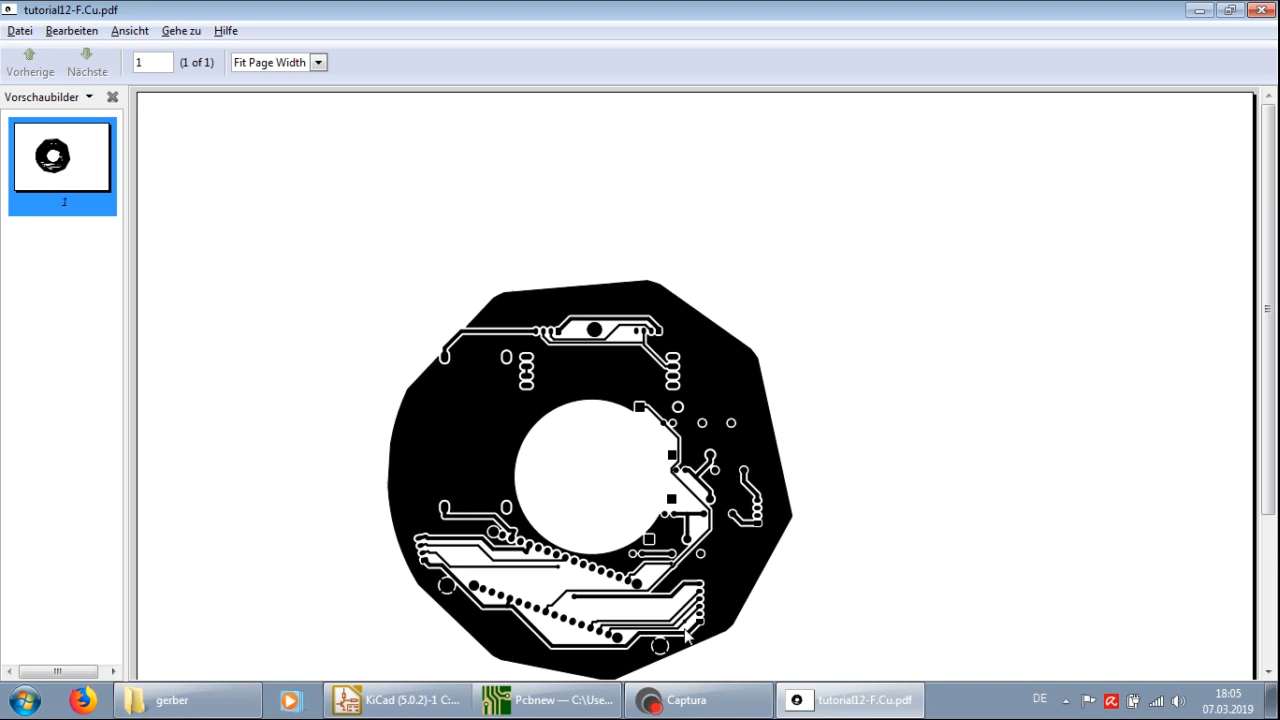 tutorial12-F.Cu.pdf
Datei Bearbeiten Ansicht Gehe zu Hilfe
Vorherige Nächste 1 (1 of 1) Fit Page Width
Vorschaubilder
1
gerber KiCad (5.0.2)-1 C:... Pcbnew — C:\Use... Captura tutorial12-F.Cu.pdf DE 18:05
07.03.2019